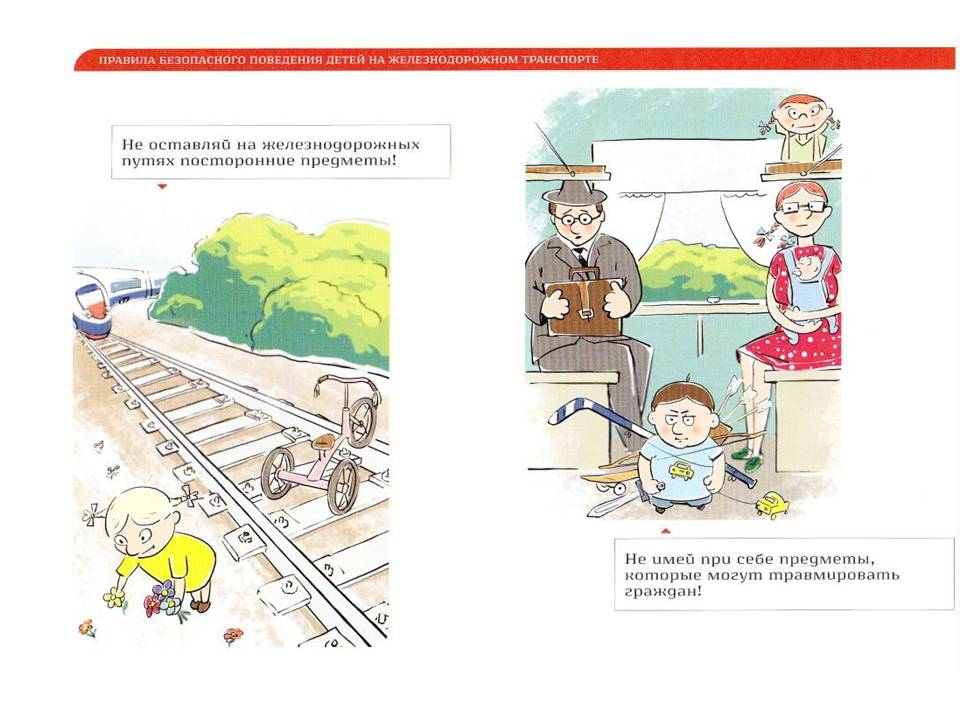 ПРАВИЛА БЕЗОПАСНОГО ПОВЕДЕНИЯ ДЕТЕЙ НА ЖЕЛЕЗНОДОРОЖНОМ ТРАНСПОРТЕ
Не оставляй на железнодорожных
путях посторонние предметы!
Не имей при себе предметы,
которые могут травмировать
граждан!